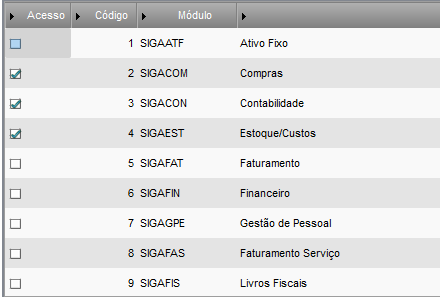 Acesso Código Módulo
1 SIGAATF Ativo Fixo
2 SIGACOM Compras
3 SIGACON Contabilidade
4 SIGAEST Estoque/Custos
5 SIGAFAT Faturamento
6 SIGAFIN Financeiro
7 SIGAGPE Gestão de Pessoal
8 SIGAFAS Faturamento Serviço
9 SIGAFIS Livros Fiscais